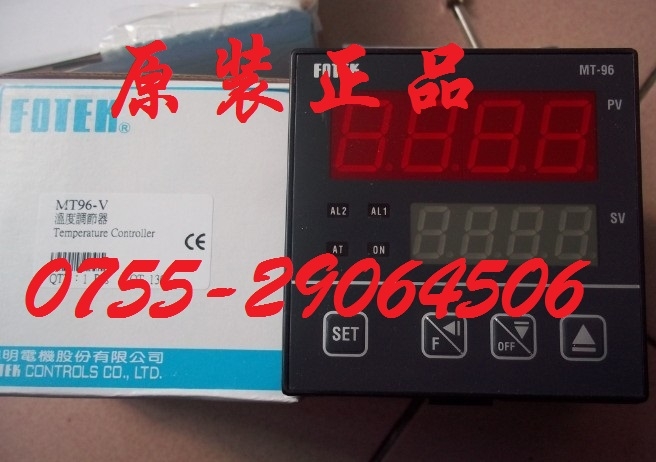 原装正品
FOTEK®
MT96-V
溫度調節器
Temperature Controller
CE
0755-29064506
明電機股份有限公司
CONTROLS CO., LTD.
FOTEK
MT-96
PV
8888
AL2
AL1
SV
8888
AT
ON
SET
F
OFF